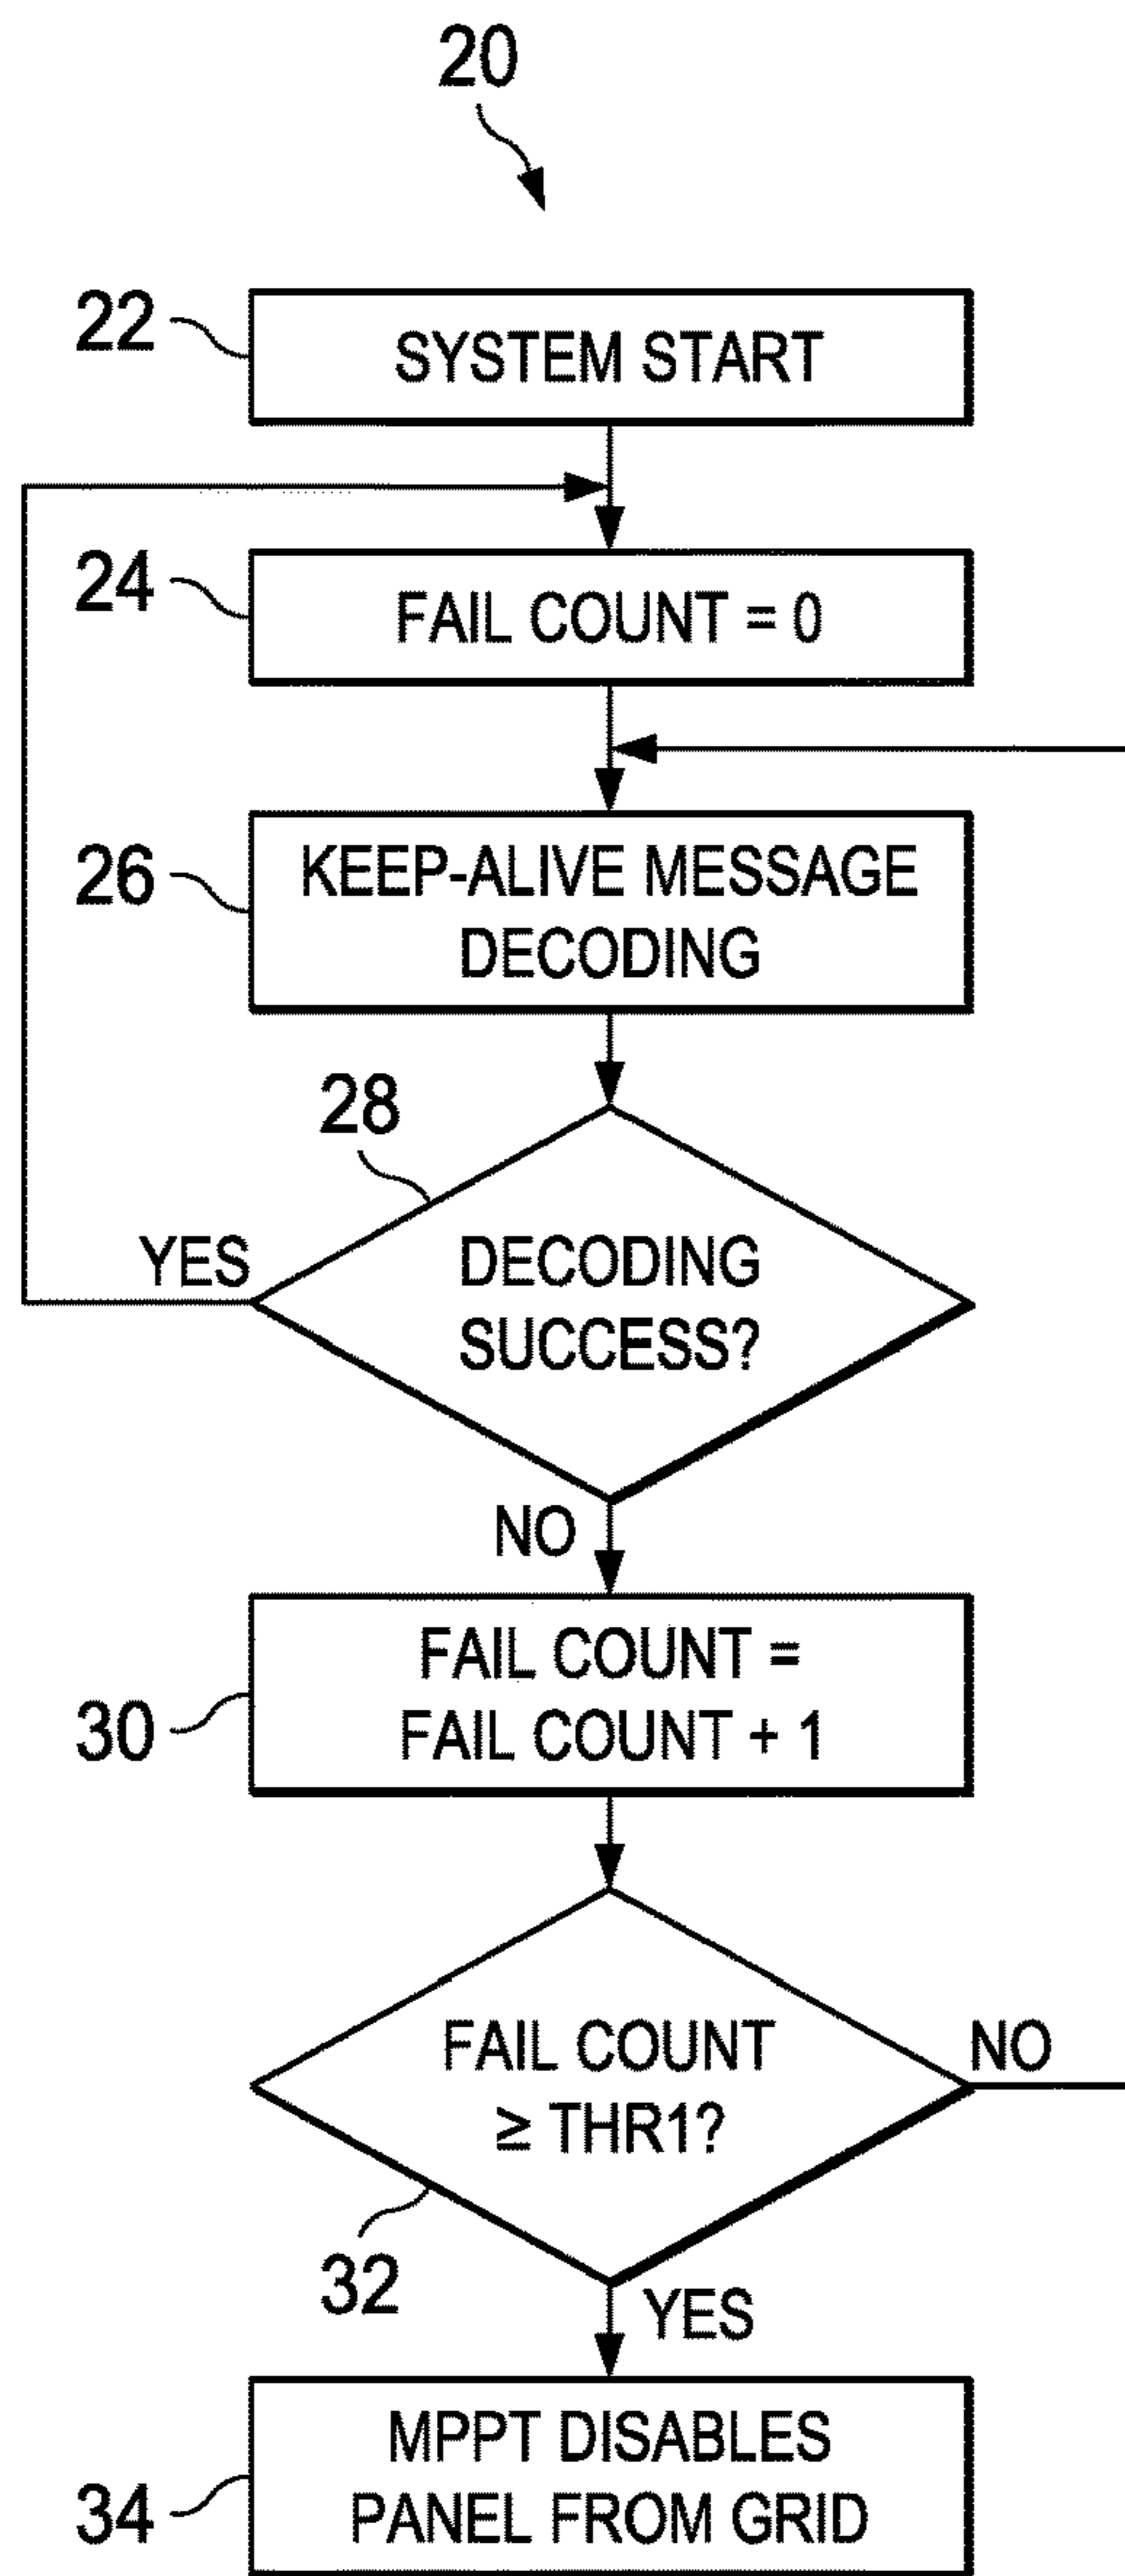 20
22
SYSTEM START
24
FAIL COUNT = 0
26
KEEP-ALIVE MESSAGE
DECODING
28
YES
DECODING
SUCCESS?
NO
30
FAIL COUNT =
FAIL COUNT + 1
FAIL COUNT
≥ THR1?
NO
32
YES
34
MPPT DISABLES
PANEL FROM GRID